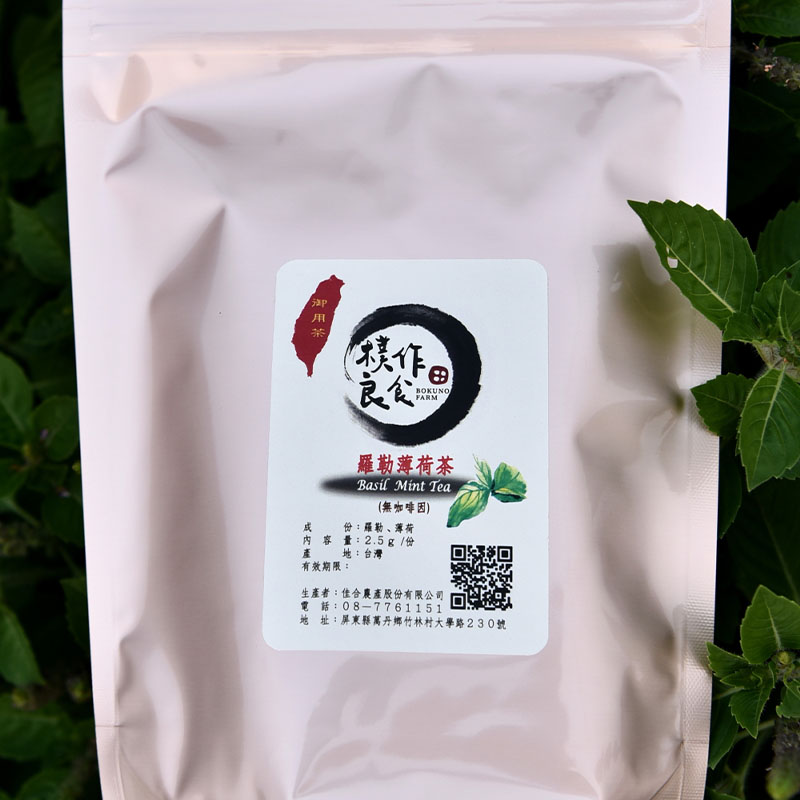 御用茶
樸作
良食
BOKUNO
FARM
羅勒薄荷茶
Basil Mint Tea
(無咖啡因)
成　　份：羅勒、薄荷
內 容 量：2.5g/份
產　　地：台灣
有效期限：
生產者：佳合農產股份有限公司
電　話：08－7761151
地　址：屏東縣萬丹鄉竹林村大學路230號